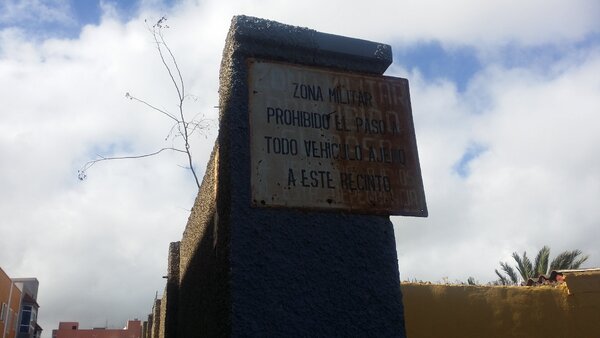 ZONA MILITAR
PROHIBIDO EL PASO A
TODO VEHICULO AJENO
A ESTE RECINTO